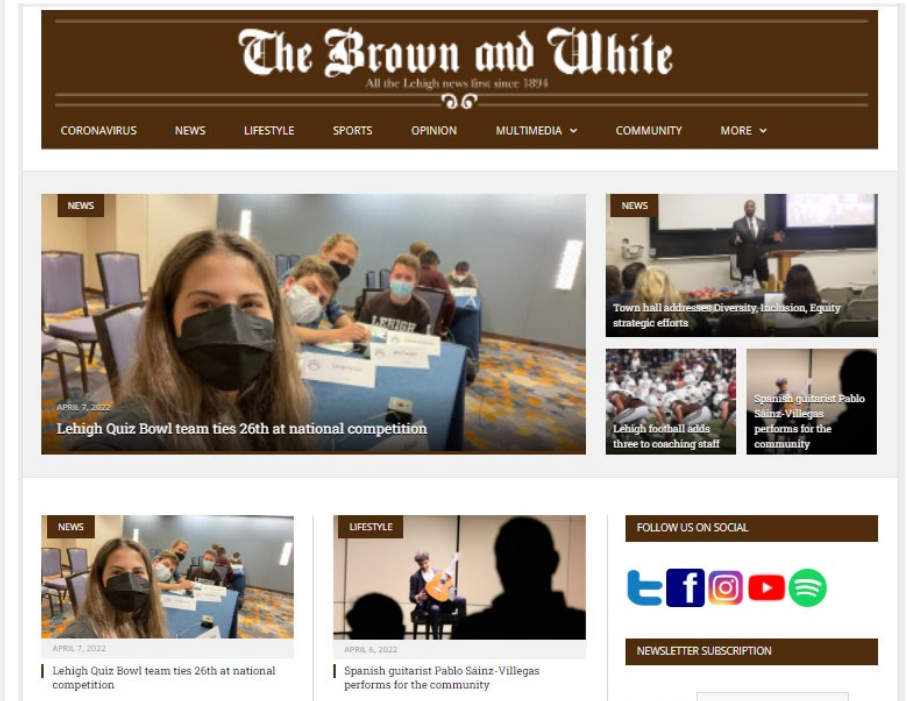 The Brown and White
All the Lehigh news first since 1894
CORONAVIRUS NEWS LIFESTYLE SPORTS OPINION MULTIMEDIA COMMUNITY MORE
NEWS
LEHIGH
APRIL 7, 2022
Lehigh Quiz Bowl team ties 26th at national competition
NEWS
Town hall addresses Diversity, Inclusion, Equity
strategic efforts
Lehigh football adds
three to coaching staff
Spanish guitarist Pablo
Sáinz-Villegas
performs for the
community
NEWS
APRIL 7, 2022
Lehigh Quiz Bowl team ties 26th at national
competition
LIFESTYLE
APRIL 6, 2022
Spanish guitarist Pablo Sáinz-Villegas
performs for the community
FOLLOW US ON SOCIAL
NEWSLETTER SUBSCRIPTION